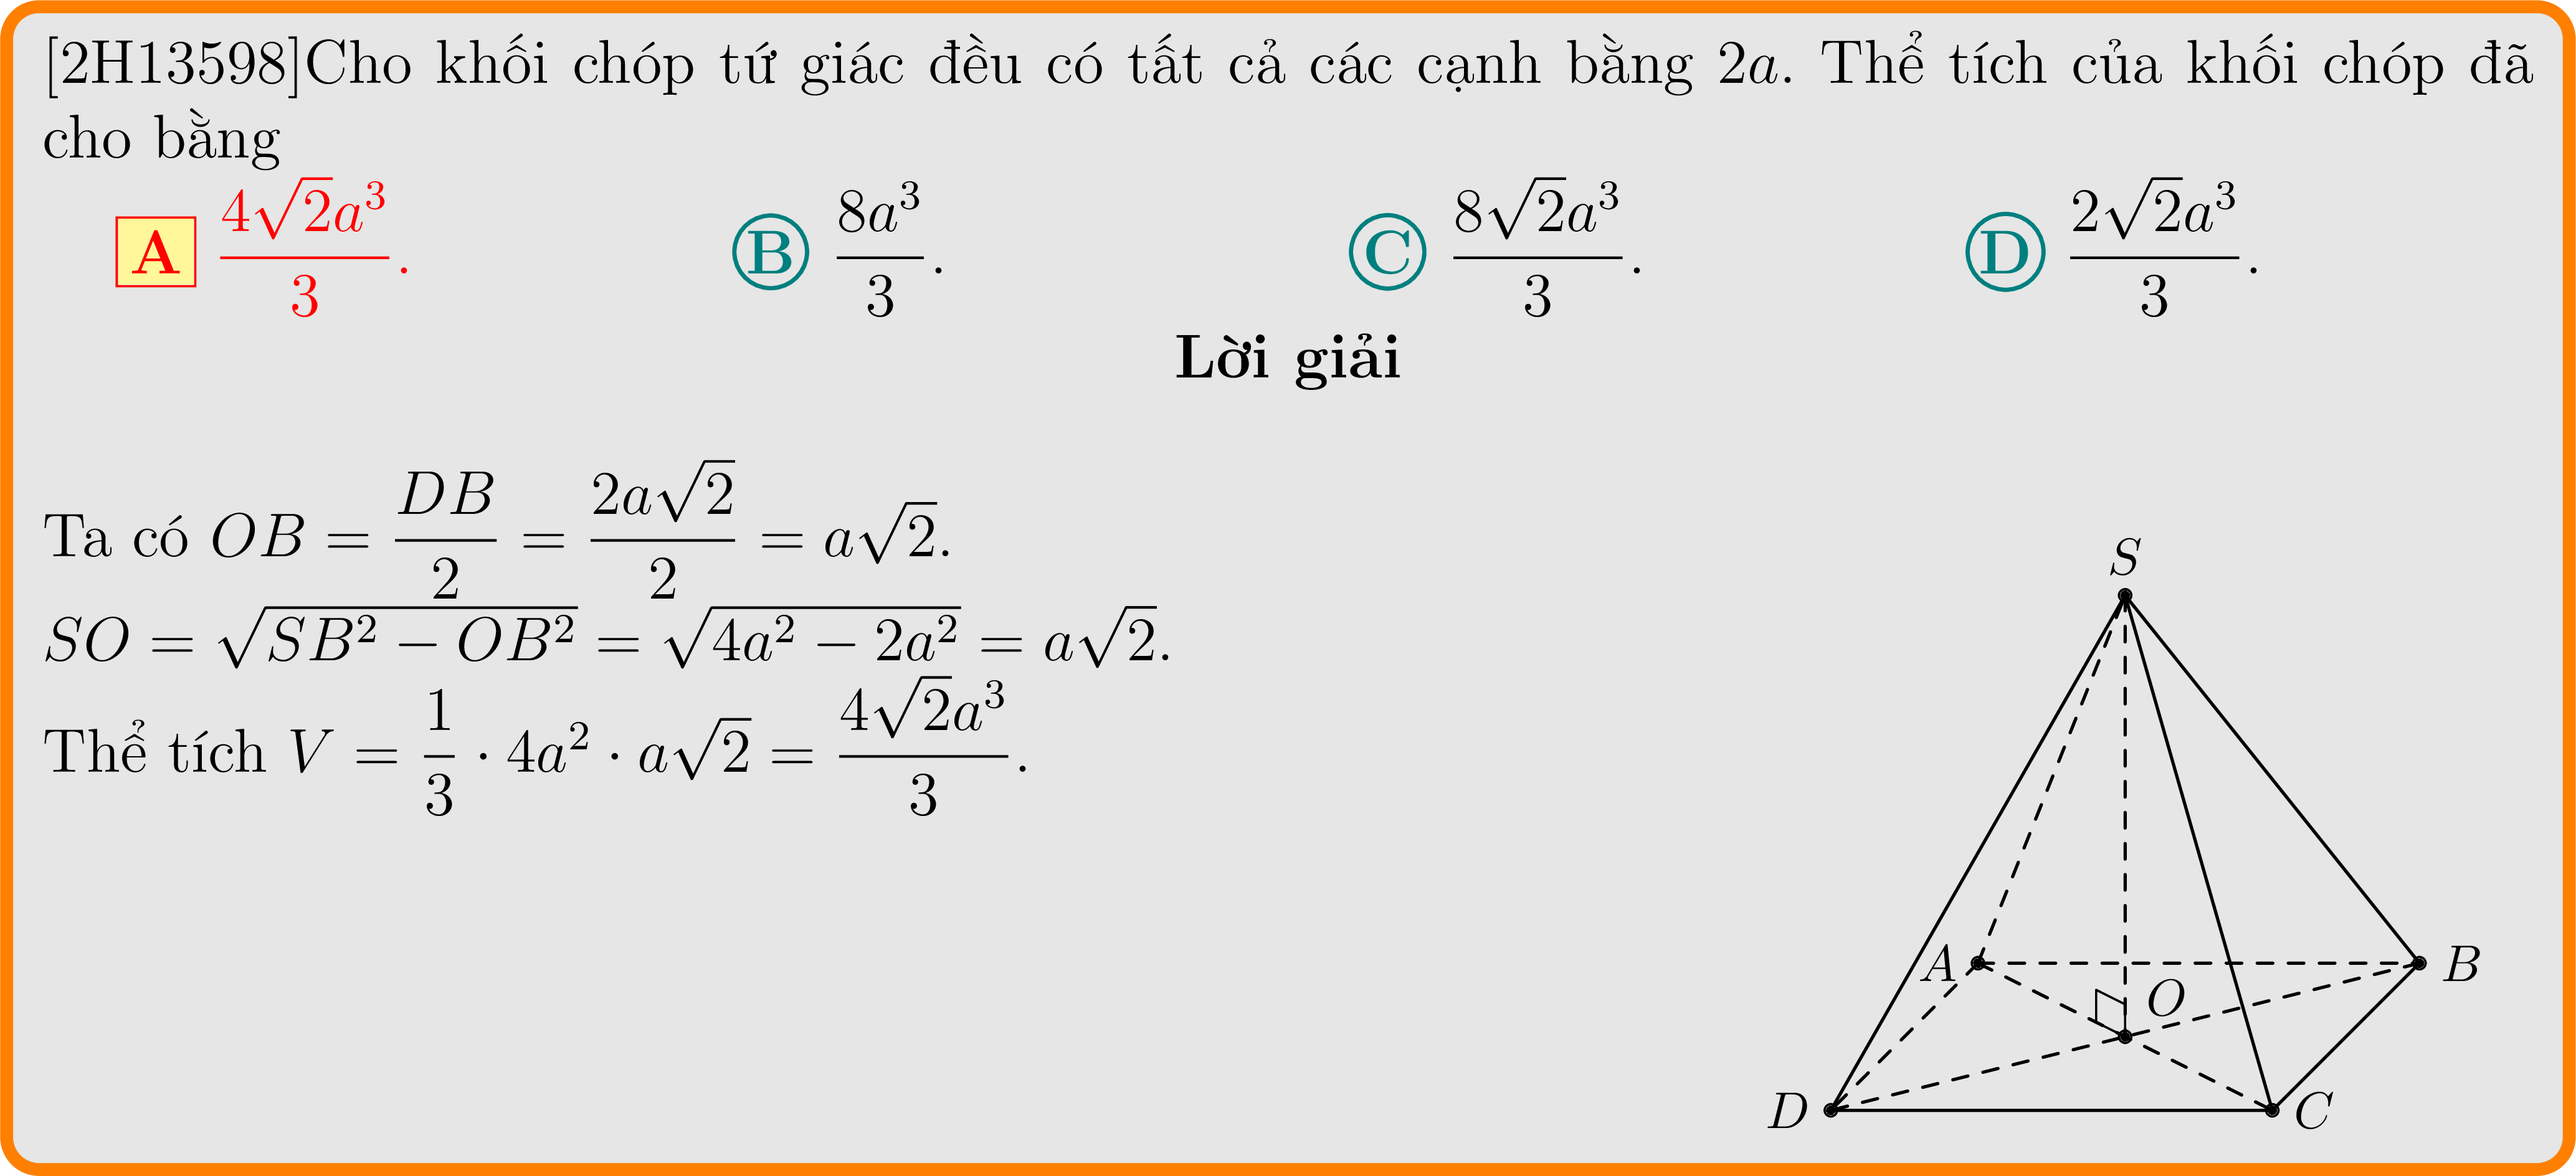 [2H13598]Cho khối chóp tứ giác đều có tất cả các cạnh bằng 2a. Thể tích của khối chóp đã
cho bằng
A $\frac{4\sqrt{2}a^3}{3}$. B $\frac{8a^3}{3}$. C $\frac{8\sqrt{2}a^3}{3}$. D $\frac{2\sqrt{2}a^3}{3}$.
Lời giải
Ta có $OB = \frac{DB}{2} = \frac{2a\sqrt{2}}{2} = a\sqrt{2}$.
$SO = \sqrt{SB^2 - OB^2} = \sqrt{4a^2 - 2a^2} = a\sqrt{2}$.
Thể tích $V = \frac{1}{3} \cdot 4a^2 \cdot a\sqrt{2} = \frac{4\sqrt{2}a^3}{3}$.
S
A B
O
D C